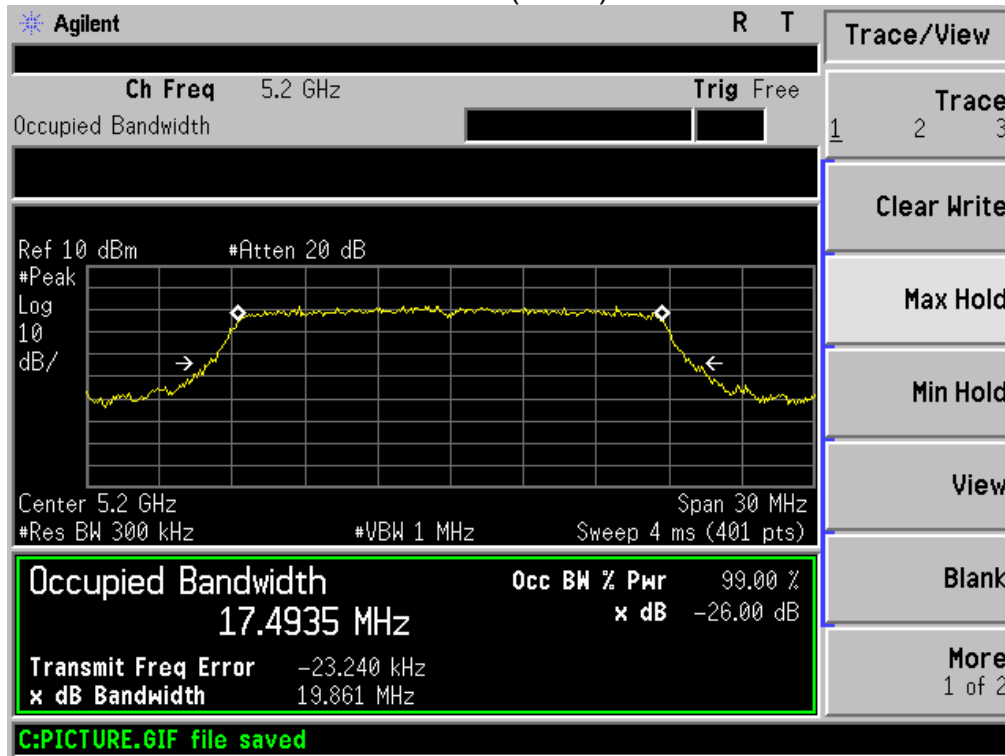 Agilent R T
Ch Freq 5.2 GHz Trig Free
Occupied Bandwidth
Ref 10 dBm #Atten 20 dB
#Peak
Log
10
dB/
Center 5.2 GHz Span 30 MHz
#Res BW 300 kHz #VBW 1 MHz Sweep 4 ms (401 pts)
Occupied Bandwidth
17.4935 MHz
Occ BW % Pwr 99.00 %
x dB -26.00 dB
Transmit Freq Error -23.240 kHz
x dB Bandwidth 19.861 MHz
C:PICTURE.GIF file saved
Trace/View
Trace
1 2 3
Clear Write
Max Hold
Min Hold
View
Blank
More
1 of 2